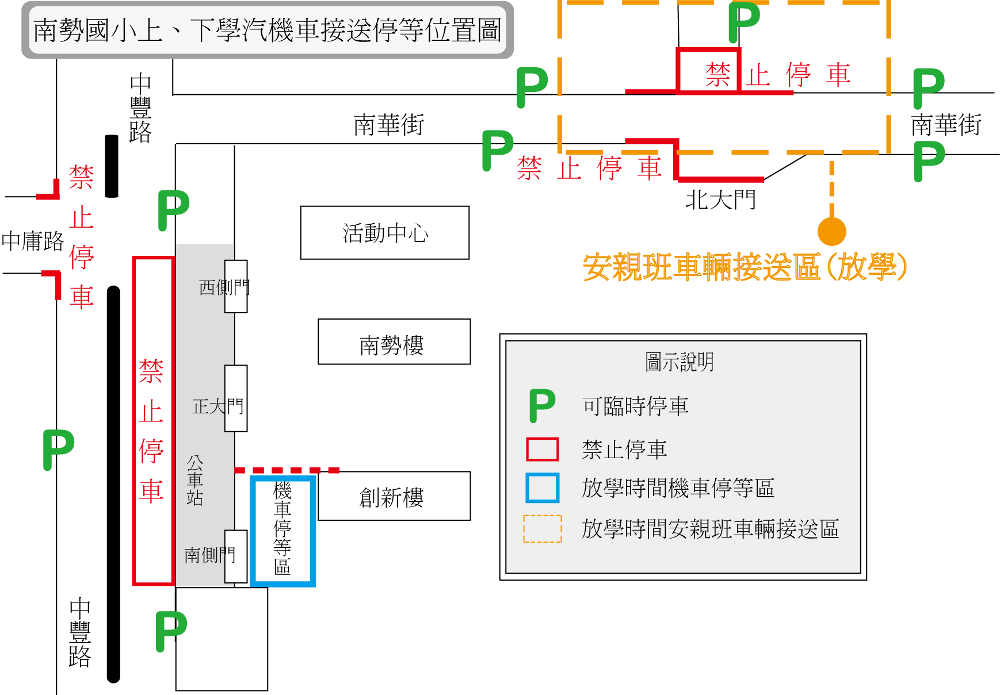 南勢國小上、下學汽機車接送停等位置圖
P
禁止停車
P
P
中豐路
南華街
南華街
P
P
禁止停車
禁止停車
北大門
P
中庸路
活動中心
安親班車輛接送區(放學)
西側門
南勢樓
禁止停車
圖示說明
正大門
P 可臨時停車
P
禁止停車
公車站
機車停等區
創新樓
放學時間機車停等區
放學時間安親班車輛接送區
南側門
中豐路
P